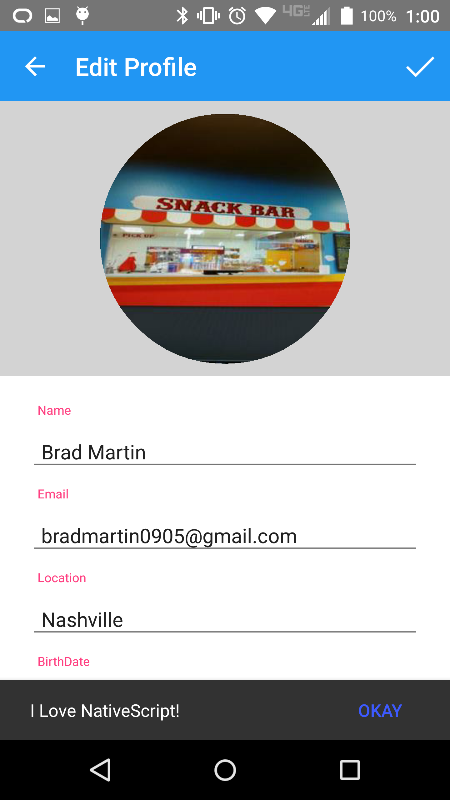 4G LTE 100% 1:00
Edit Profile
SNACK BAR
PICK UP
Name
Brad Martin
Email
bradmartin0905@gmail.com
Location
Nashville
BirthDate
I Love NativeScript! OKAY